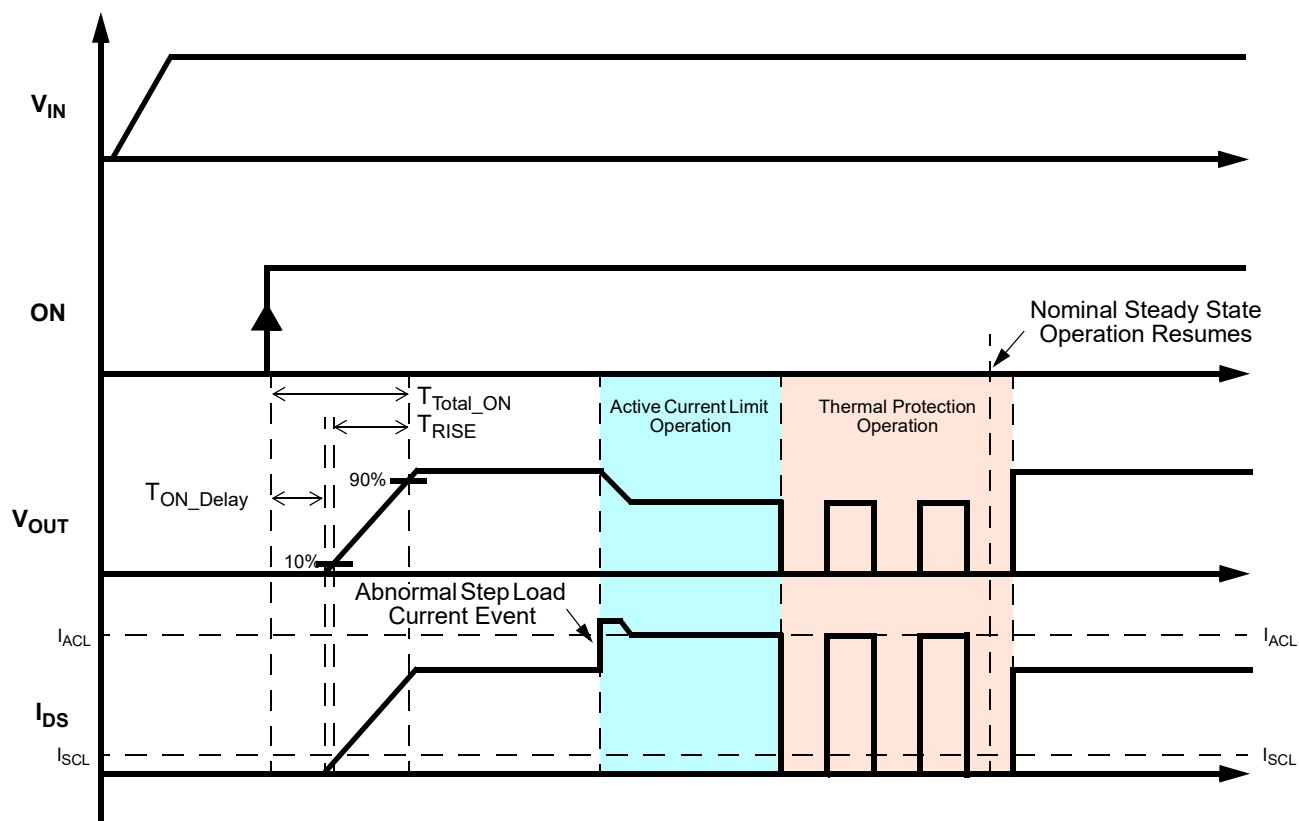 VIN
ON
Nominal Steady State
Operation Resumes
TTotal_ON
TRISE
Active Current Limit
Operation
Thermal Protection
Operation
90%
TON_Delay
VOUT
10%
Abnormal Step Load
Current Event
IACL
IACL
IDS
ISCL
ISCL